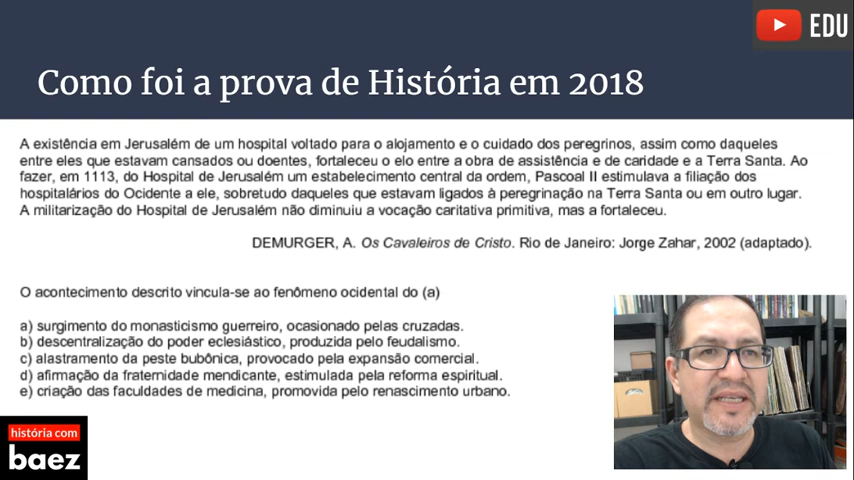 EDU
Como foi a prova de História em 2018
A existência em Jerusalém de um hospital voltado para o alojamento e o cuidado dos peregrinos, assim como daqueles
entre eles que estavam cansados ou doentes, fortaleceu o elo entre a obra de assistência e de caridade e a Terra Santa. Ao
fazer, em 1113, do Hospital de Jerusalém um estabelecimento central da ordem, Pascoal II estimulava a filiação dos
hospitalários do Ocidente a ele, sobretudo daqueles que estavam ligados à peregrinação na Terra Santa ou em outro lugar.
A militarização do Hospital de Jerusalém não diminuiu a vocação caritativa primitiva, mas a fortaleceu.
DEMURGER, A. Os Cavaleiros de Cristo. Rio de Janeiro: Jorge Zahar, 2002 (adaptado).
O acontecimento descrito vincula-se ao fenômeno ocidental do (a)
a) surgimento do monasticismo guerreiro, ocasionado pelas cruzadas.
b) descentralização do poder eclesiástico, produzida pelo feudalismo.
c) alastramento da peste bubônica, provocado pela expansão comercial.
d) afirmação da fraternidade mendicante, estimulada pela reforma espiritual.
e) criação das faculdades de medicina, promovida pelo renascimento urbano.
história com
baez